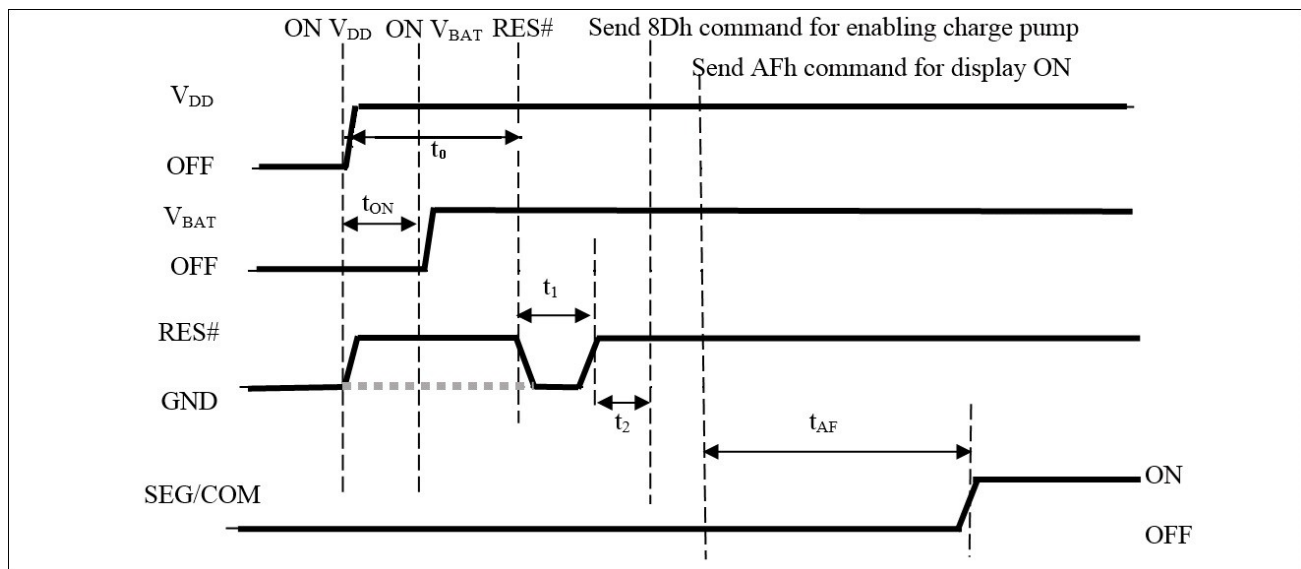 ON VDD ON VBAT RES# Send 8Dh command for enabling charge pump
Send AFh command for display ON
VDD
t0
OFF
tON
VBAT
OFF
t1
RES#
GND
t2
tAF
SEG/COM
ON
OFF